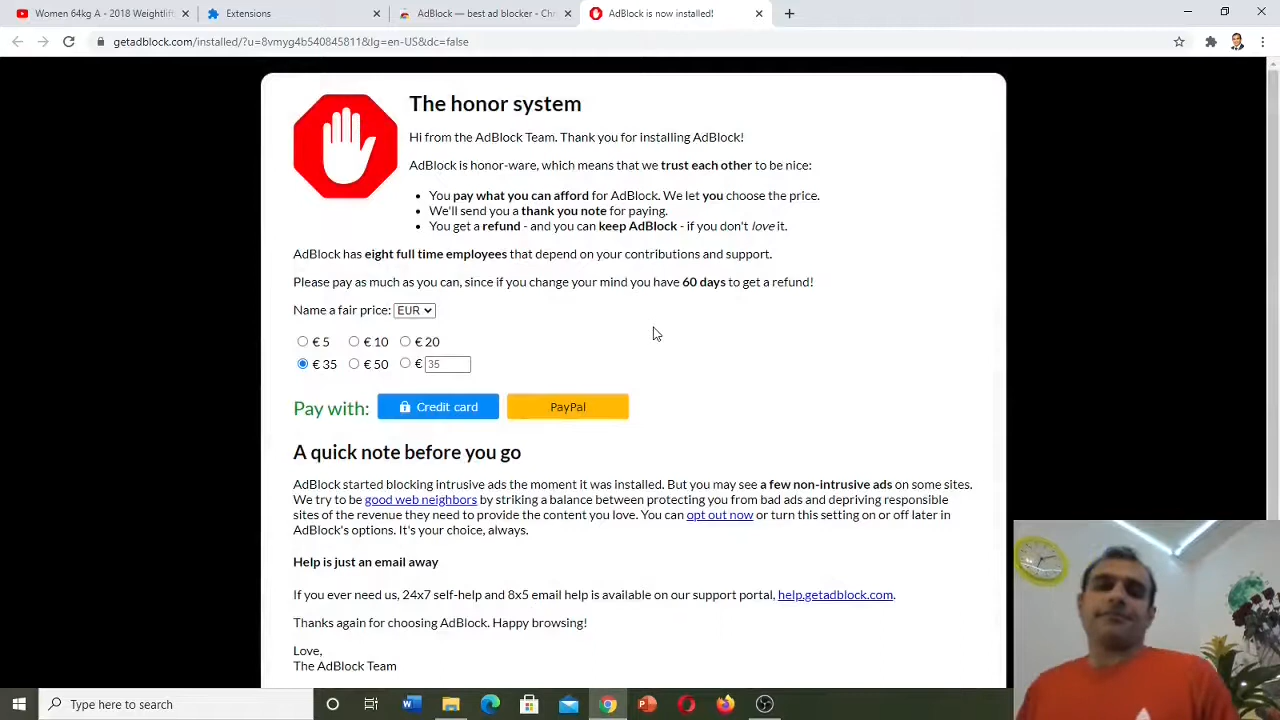 Women 64kg A - 2018 Weightlift
Extensions
AdBlock — best ad blocker - Chr
AdBlock is now installed!
getadblock.com/installed/?u=8vmyg4b540845811&lg=en-US&dc=false
The honor system
Hi from the AdBlock Team. Thank you for installing AdBlock!
AdBlock is honor-ware, which means that we trust each other to be nice:
You pay what you can afford for AdBlock. We let you choose the price.
We'll send you a thank you note for paying.
You get a refund - and you can keep AdBlock - if you don't love it.
AdBlock has eight full time employees that depend on your contributions and support.
Please pay as much as you can, since if you change your mind you have 60 days to get a refund!
Name a fair price: EUR
€ 5 € 10 € 20
€ 35 € 50 € 35
Pay with: Credit card PayPal
A quick note before you go
AdBlock started blocking intrusive ads the moment it was installed. But you may see a few non-intrusive ads on some sites.
We try to be good web neighbors by striking a balance between protecting you from bad ads and depriving responsible
sites of the revenue they need to provide the content you love. You can opt out now or turn this setting on or off later in
AdBlock's options. It's your choice, always.
Help is just an email away
If you ever need us, 24x7 self-help and 8x5 email help is available on our support portal, help.getadblock.com.
Thanks again for choosing AdBlock. Happy browsing!
Love,
The AdBlock Team
Type here to search